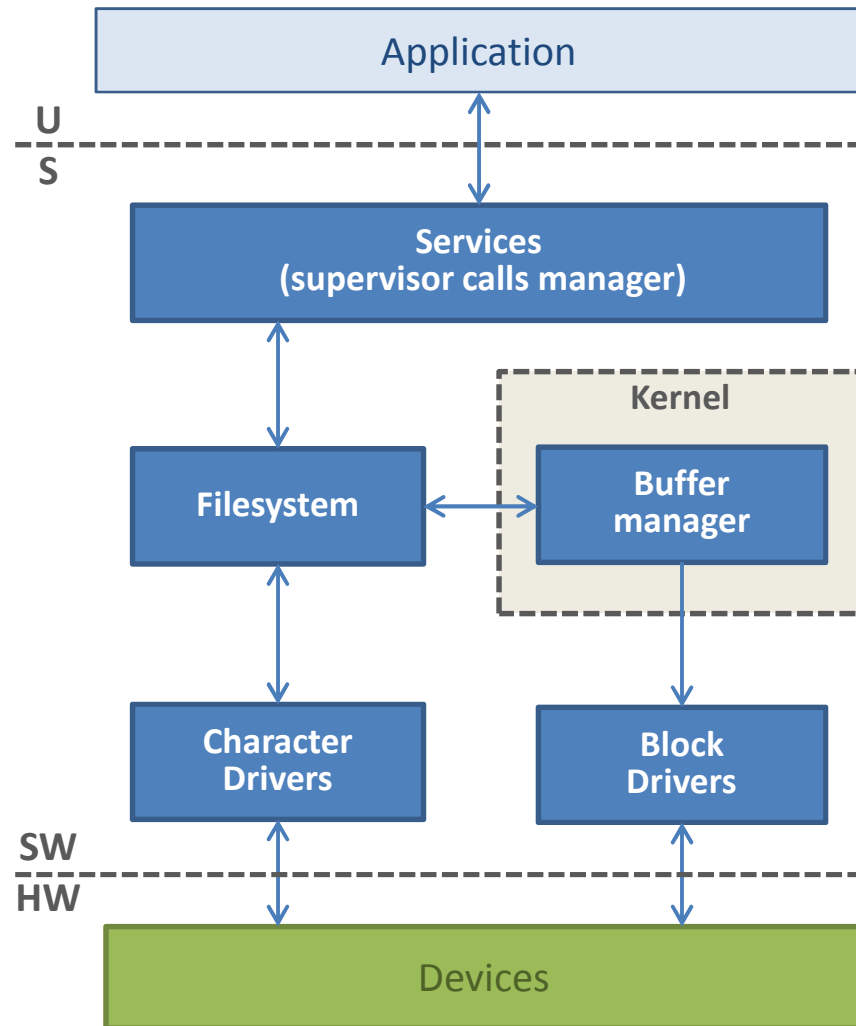 Application
U
S
Services
(supervisor calls manager)
Kernel
Filesystem
Buffer
manager
Character
Drivers
Block
Drivers
SW
HW
Devices